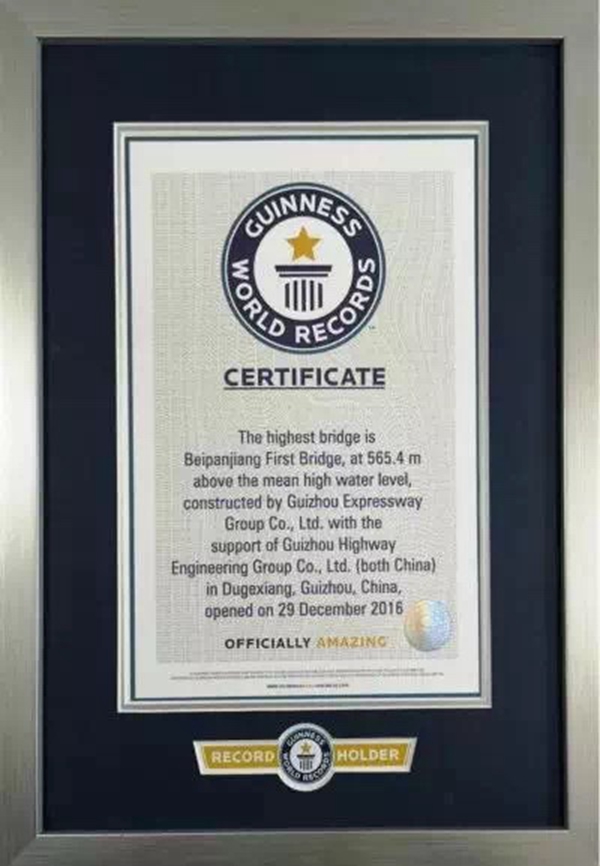 GUINNESS
WORLD RECORDS
CERTIFICATE
The highest bridge is
Beipanjiang First Bridge, at 565.4 m
above the mean high water level,
constructed by Guizhou Expressway
Group Co., Ltd. with the
support of Guizhou Highway
Engineering Group Co., Ltd. (both China)
in Dugexiang, Guizhou, China,
opened on 29 December 2016
OFFICIALLY AMAZING
RECORD HOLDER
GUINNESS
WORLD RECORDS